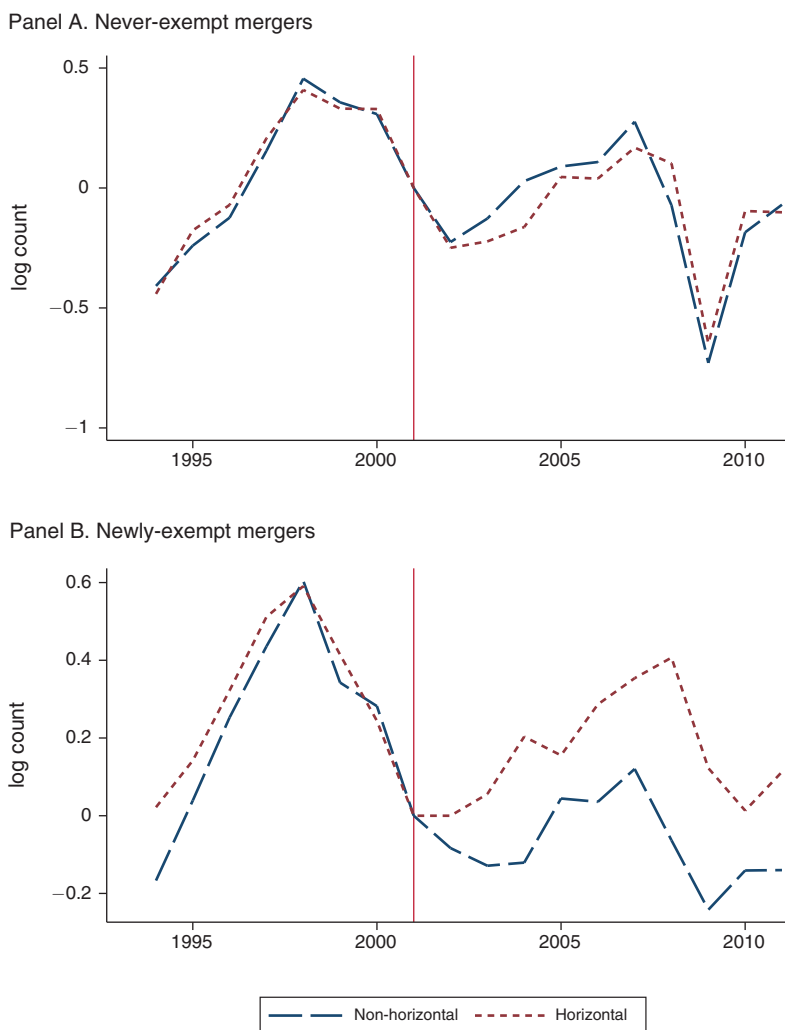 Panel A. Never-exempt mergers
0.5
0
−0.5
−1
log count
1995 2000 2005 2010
Panel B. Newly-exempt mergers
0.6
0.4
0.2
0
−0.2
log count
1995 2000 2005 2010
Non-horizontal Horizontal